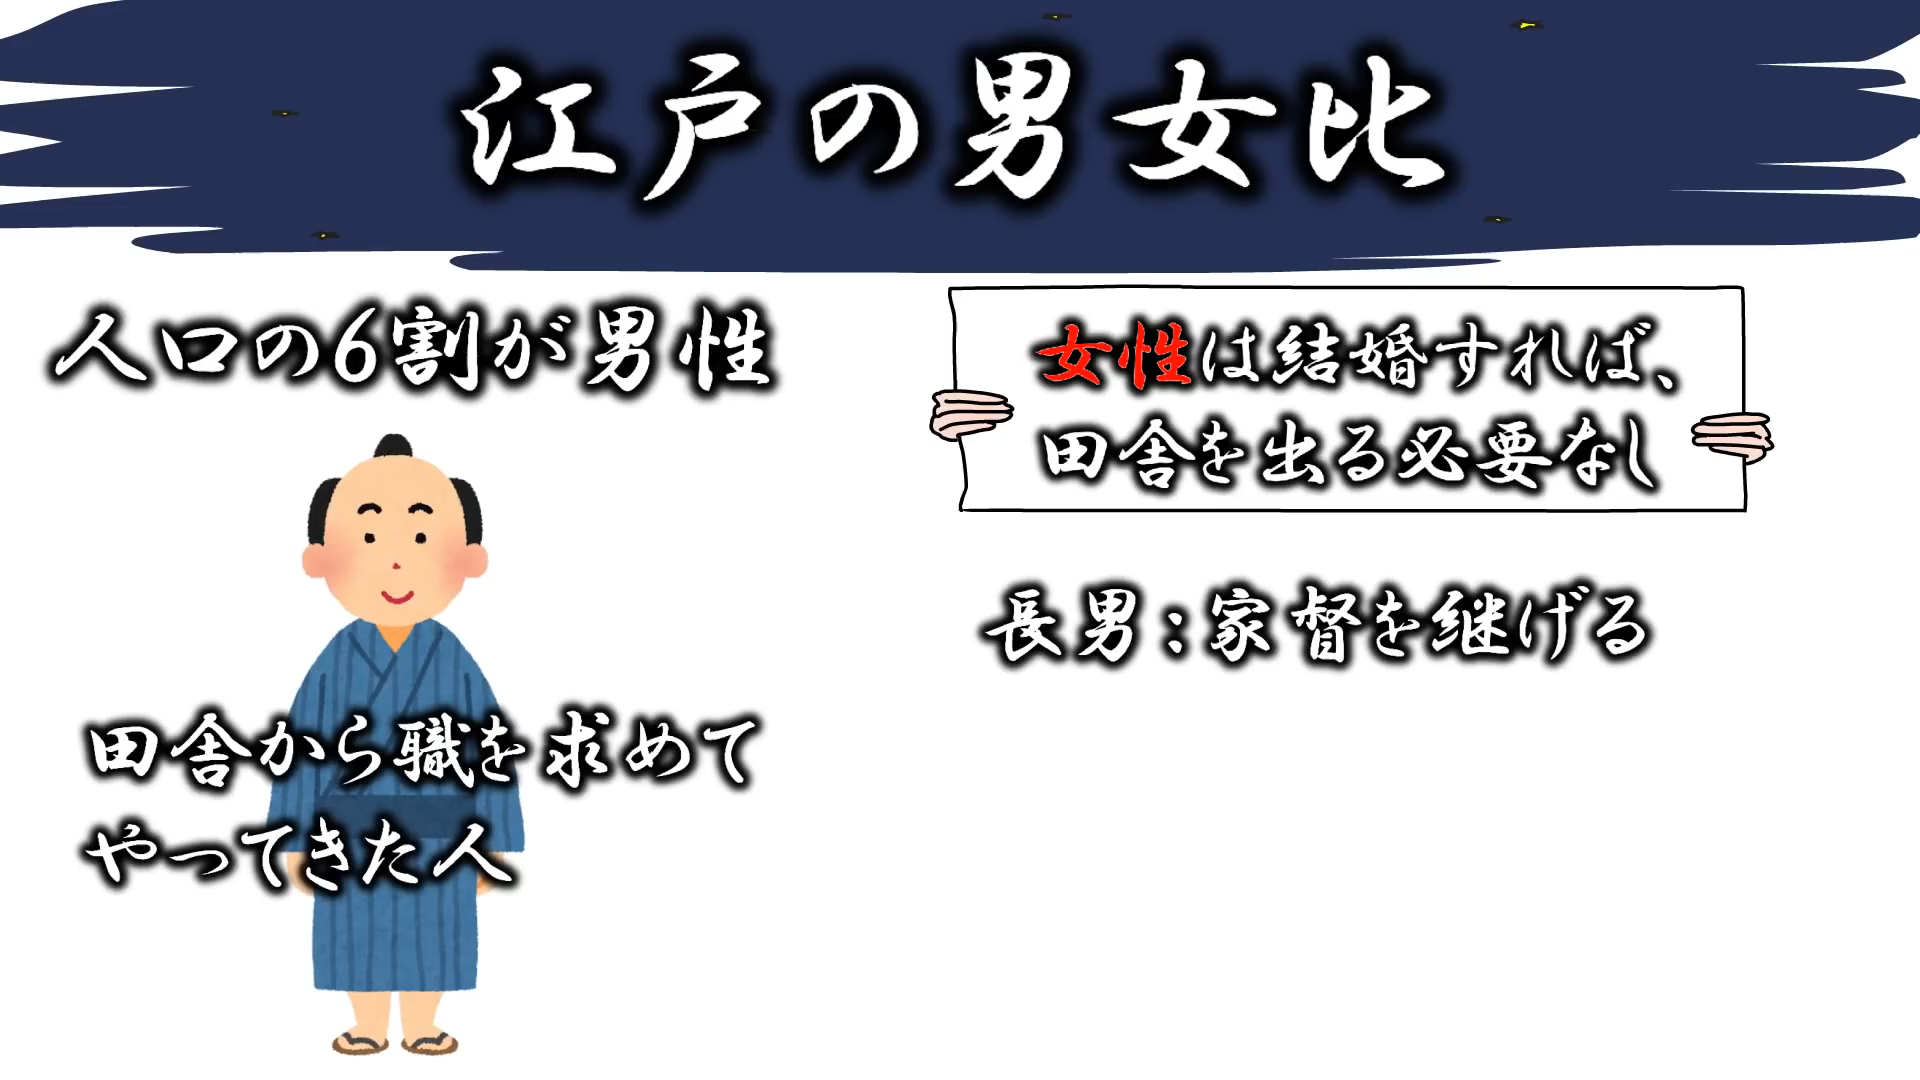 江戸の男女比
人口の6割が男性
田舎から職を求めて
やってきた人
女性は結婚すれば、
田舎を出る必要なし
長男:家督を継げる